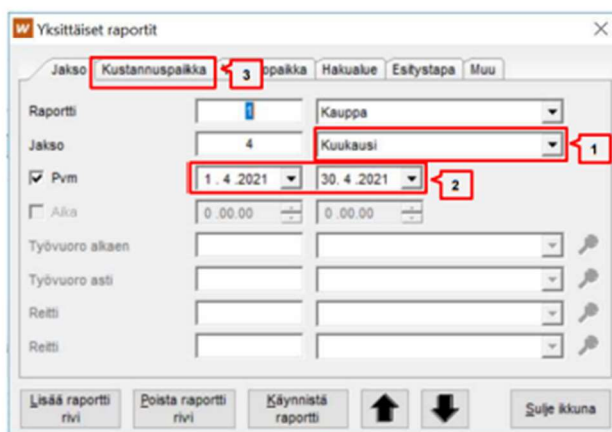 W Yksittäiset raportit
Jakso Kustannuspaikka 3 opaikka Hakualue Esitystapa Muu
Raportti 1 Kauppa
Jakso 4 Kuukausi 1
Pvm 1 . 4 .2021 30. 4 .2021 2
Aika 0 .00.00 0 .00.00
Työvuoro alkaen
Työvuoro asti
Reitti
Reitti
Lisää raportti rivi
Poista raportti rivi
Käynnistä raportti
Sulje ikkuna